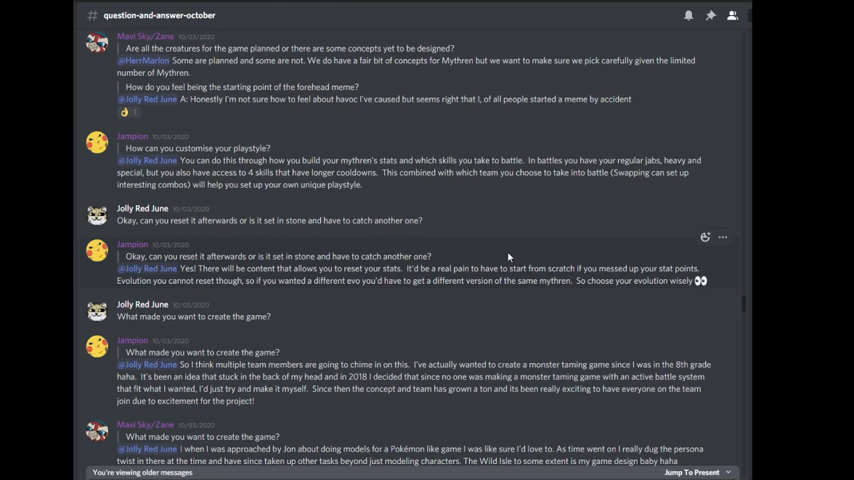 # question-and-answer-october
Mavi Sky/Zane 10/03/2020
Are all the creatures for the game planned or there are some concepts yet to be designed?
@HerrMarlon Some are planned and some are not. We do have a fair bit of concepts for Mythren but we want to make sure we pick carefully given the limited
number of Mythren.
How do you feel being the starting point of the forehead meme?
@Jolly Red June A: Honestly I'm not sure how to feel about havoc I've caused but seems right that I, of all people started a meme by accident
👌 1
Jampion 10/03/2020
How can you customise your playstyle?
@Jolly Red June You can do this through how you build your mythren's stats and which skills you take to battle. In battles you have your regular jabs, heavy and
special, but you also have access to 4 skills that have longer cooldowns. This combined with which team you choose to take into battle (Swapping can set up
interesting combos) will help you set up your own unique playstyle.
Jolly Red June 10/03/2020
Okay, can you reset it afterwards or is it set in stone and have to catch another one?
Jampion 10/03/2020
Okay, can you reset it afterwards or is it set in stone and have to catch another one?
@Jolly Red June Yes! There will be content that allows you to reset your stats. It'd be a real pain to have to start from scratch if you messed up your stat points.
Evolution you cannot reset though, so if you wanted a different evo you'd have to get a different version of the same mythren. So choose your evolution wisely 👀
Jolly Red June 10/03/2020
What made you want to create the game?
Jampion 10/03/2020
What made you want to create the game?
@Jolly Red June So I think multiple team members are going to chime in on this. I've actually wanted to create a monster taming game since I was in the 8th grade
haha. It's been an idea that stuck in the back of my head and in 2018 I decided that since no one was making a monster taming game with an active battle system
that fit what I wanted, I'd just try and make it myself. Since then the concept and team has grown a ton and its been really exciting to have everyone on the team
join due to excitement for the project!
Mavi Sky/Zane 10/03/2020
What made you want to create the game?
@Jolly Red June I when I was approached by Jon about doing models for a Pokémon like game I was like sure I'd love to. As time went on I really dug the persona
twist in there at the time and have since taken up other tasks beyond just modeling characters. The Wild Isle to some extent is my game design baby haha
You're viewing older messages Jump To Present